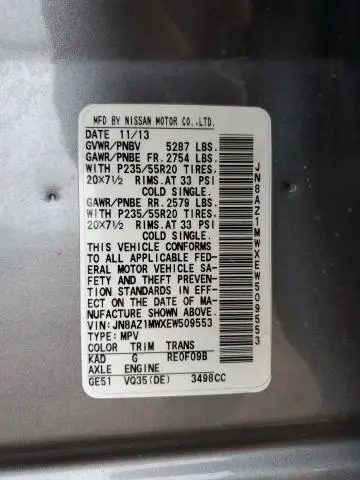 MFD BY NISSAN MOTOR CO.,LTD.
DATE 11/13
GVWR/PNBV 5287 LBS.
GAWR/PNBE FR.2754 LBS.
WITH P235/55R20 TIRES,
20X7½ RIMS.AT 33 PSI
COLD SINGLE.
GAWR/PNBE RR.2579 LBS.
WITH P235/55R20 TIRES,
20X7½ RIMS.AT 33 PSI
COLD SINGLE.
THIS VEHICLE CONFORMS
TO ALL APPLICABLE FED-
ERAL MOTOR VEHICLE SA-
FETY AND THEFT PREVEN-
TION STANDARDS IN EFF-
ECT ON THE DATE OF MA-
NUFACTURE SHOWN ABOVE.
VIN:JN8AZ1MWXEW509553
TYPE: MPV
COLOR TRIM TRANS
KAD G RE0F09B
AXLE ENGINE
GE51 VQ35(DE) 3498CC
JN8AZ1MWXEW509553